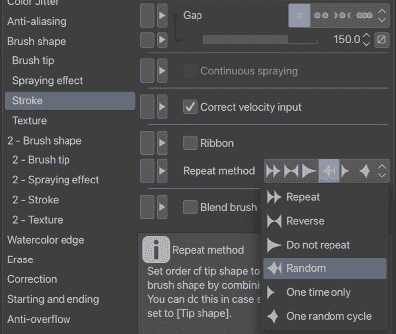 Color Jitter
Anti-aliasing
Brush shape
Brush tip
Spraying effect
Stroke
Texture
2 - Brush shape
2 - Brush tip
2 - Spraying effect
2 - Stroke
2 - Texture
Watercolor edge
Erase
Correction
Starting and ending
Anti-overflow
Gap
150.0
Continuous spraying
Correct velocity input
Ribbon
Repeat method
Blend brush
Repeat
Reverse
Do not repeat
Random
One time only
One random cycle
Repeat method
Set order of tip shape to
brush shape by combinin
You can do this in case s
set to [Tip shape].